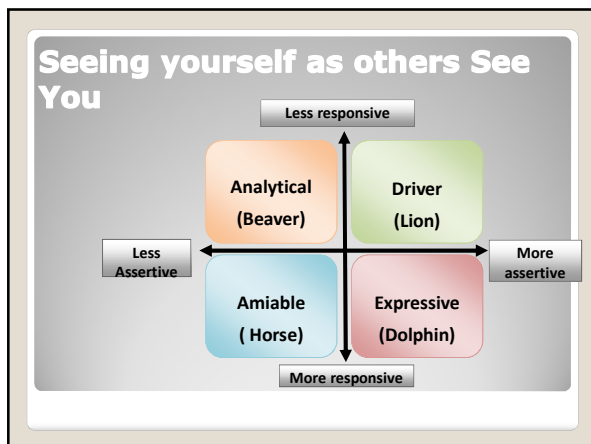 Seeing yourself as others See
You
Less responsive
Analytical
(Beaver)
Driver
(Lion)
Less
Assertive
More
assertive
Amiable
( Horse)
Expressive
(Dolphin)
More responsive